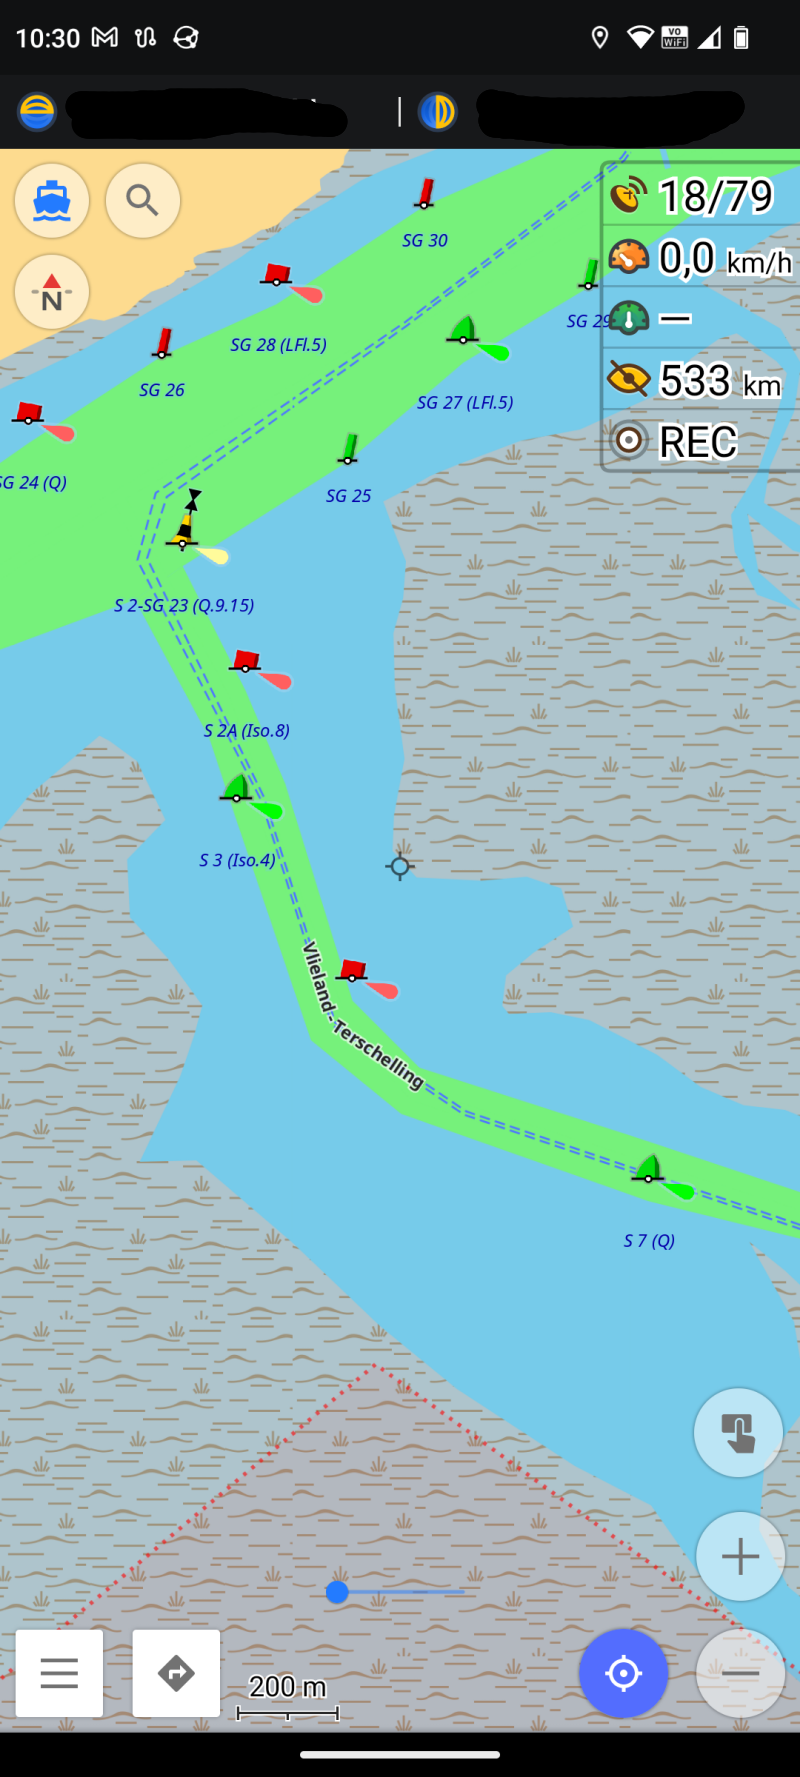 10:30
VO
WiFi
18/79
SG 30
0,0 km/h
SG 29
SG 28 (LFl.5)
SG 26
533 km
SG 27 (LFl.5)
REC
SG 24 (Q)
SG 25
S 2-SG 23 (Q.9.15)
S 2A (Iso.8)
S 3 (Iso.4)
Vlieland - Terschelling
S 7 (Q)
N
200 m